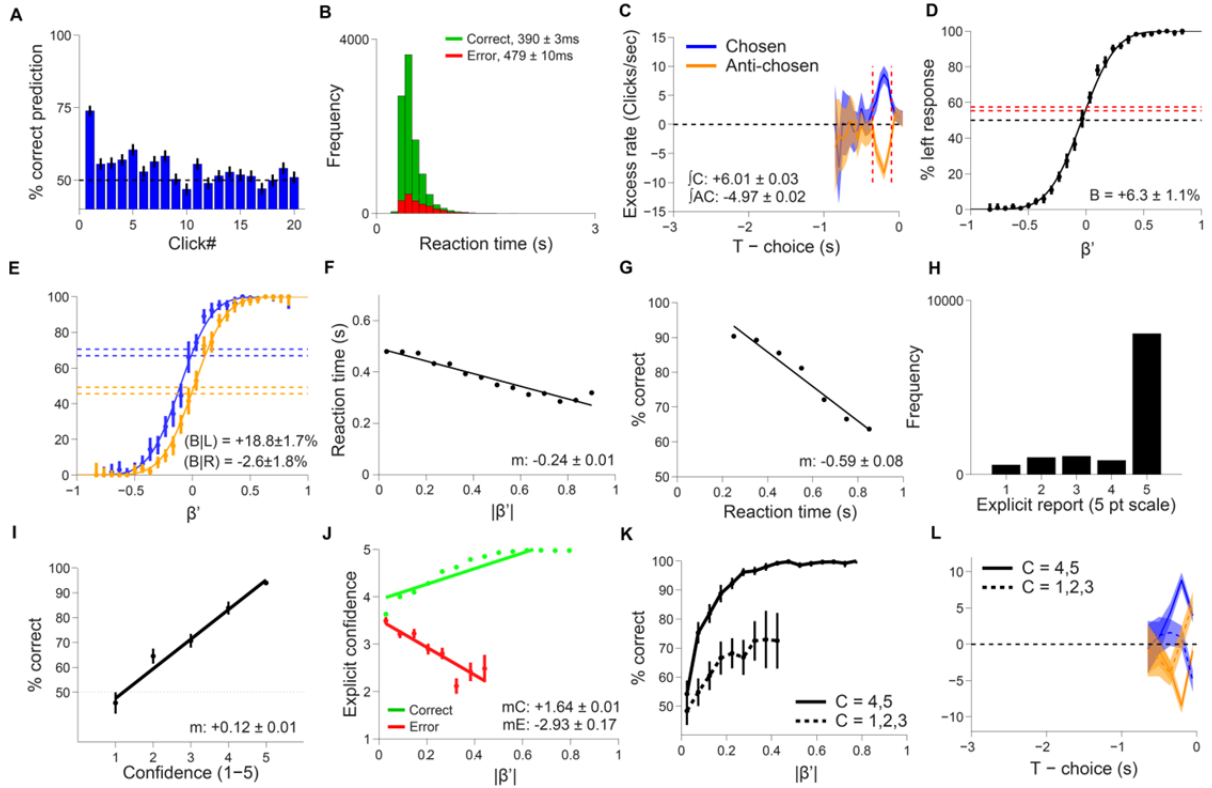 A
% correct prediction
100
75
50
0
5
10
15
20
Click#
B
Frequency
4000
0
0
3
Reaction time (s)
Correct, 390 ± 3ms
Error, 479 ± 10ms
C
Excess rate (Clicks/sec)
15
10
5
0
−5
−10
−15
Chosen
Anti-chosen
∫C: +6.01 ± 0.03
∫AC: -4.97 ± 0.02
−3
−2
−1
0
T − choice (s)
D
% left response
100
80
60
40
20
0
B = +6.3 ± 1.1%
−1
−0.5
0
0.5
1
β'
E
100
80
60
40
20
0
(B|L) = +18.8±1.7%
(B|R) = -2.6±1.8%
−1
−0.5
0
0.5
1
β'
F
Reaction time (s)
0.6
0.4
0.2
0
m: -0.24 ± 0.01
0
0.2
0.4
0.6
0.8
1
|β'|
G
% correct
100
90
80
70
60
50
m: -0.59 ± 0.08
0
0.2
0.4
0.6
0.8
1
Reaction time (s)
H
Frequency
10000
0
1
2
3
4
5
Explicit report (5 pt scale)
I
% correct
100
90
80
70
60
50
m: +0.12 ± 0.01
1
2
3
4
5
Confidence (1−5)
J
Explicit confidence
5
4
3
2
1
Correct
Error
mC: +1.64 ± 0.01
mE: -2.93 ± 0.17
0
0.2
0.4
0.6
0.8
1
|β'|
K
% correct
100
90
80
70
60
50
C = 4,5
C = 1,2,3
0
0.2
0.4
0.6
0.8
1
|β'|
L
C = 4,5
C = 1,2,3
10
5
0
−5
−10
−3
−2
−1
0
T − choice (s)